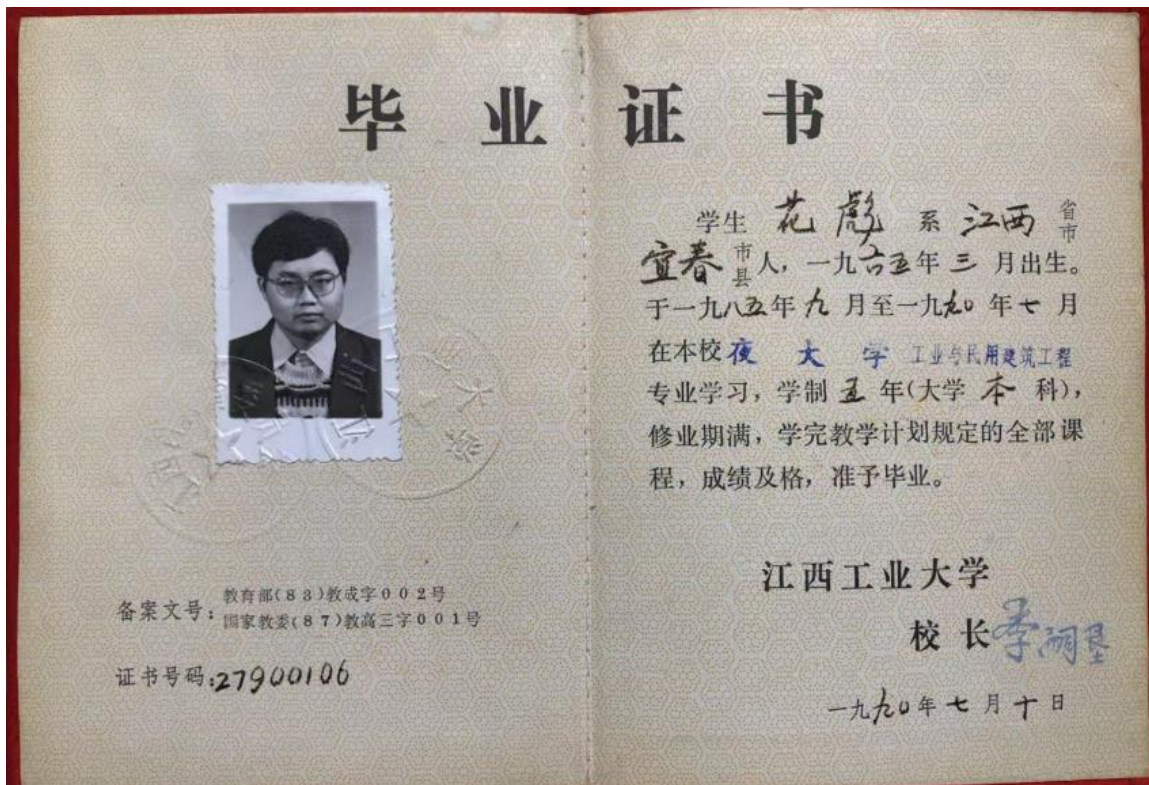 毕业证书
学生 花彪 系 江西 省市
宜春 市县 人，一九六五年 三 月出生。
于一九八五年 九 月至一九九0 年 七 月
在本校 夜大学 工业与民用建筑工程
专业学习，学制 五 年(大学 本 科)，
修业期满，学完教学计划规定的全部课
程，成绩及格，准予毕业。
江西工业大学
校长
一九九0年 七 月 十 日
备案文号：教育部(83)教成字002号
国家教委(87)教高三字001号
证书号码:27900106